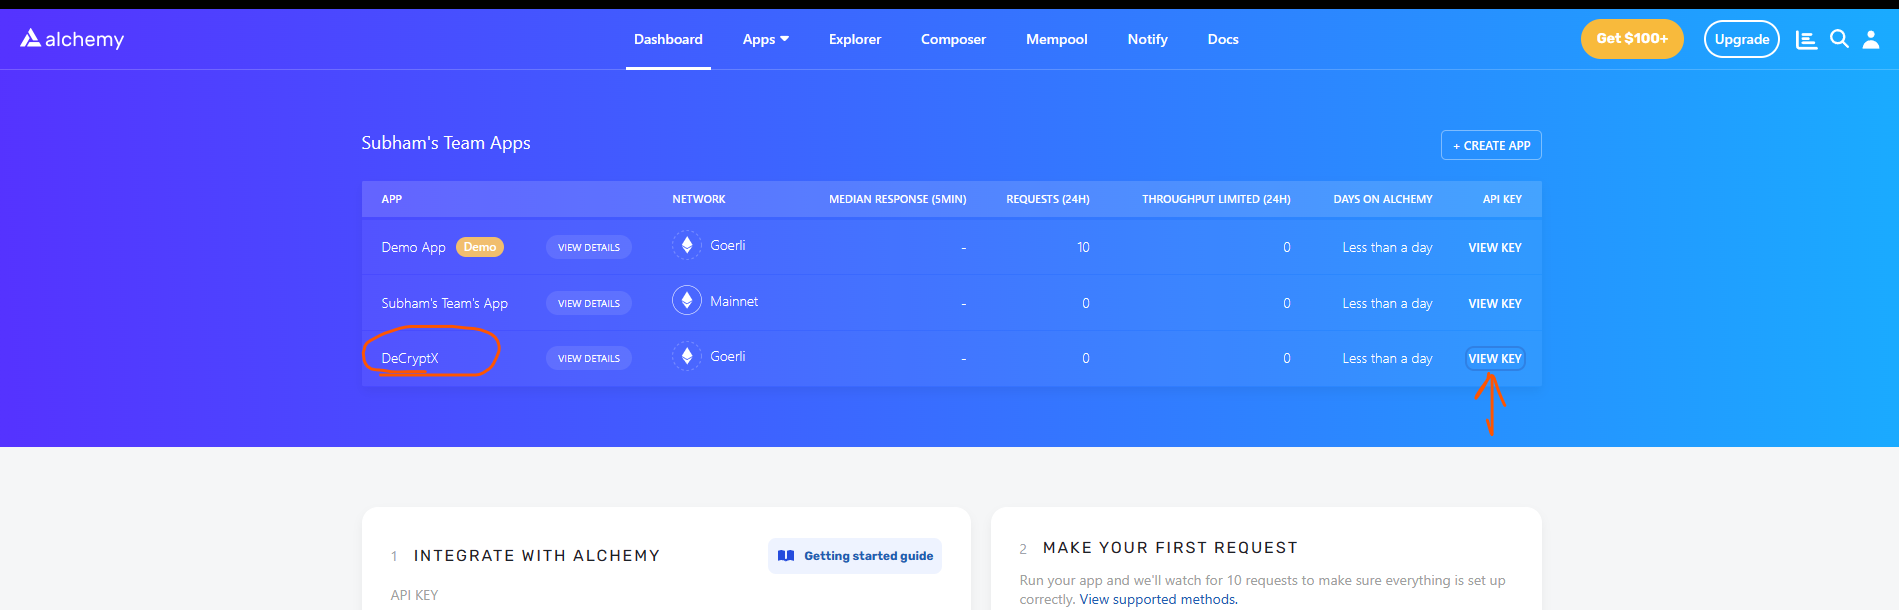 alchemy Dashboard Apps Explorer Composer Mempool Notify Docs Get $100+ Upgrade
Subham's Team Apps + CREATE APP
APP NETWORK MEDIAN RESPONSE (5MIN) REQUESTS (24H) THROUGHPUT LIMITED (24H) DAYS ON ALCHEMY API KEY
Demo App Demo VIEW DETAILS Goerli - 10 0 Less than a day VIEW KEY
Subham's Team's App VIEW DETAILS Mainnet - 0 0 Less than a day VIEW KEY
DeCryptX VIEW DETAILS Goerli - 0 0 Less than a day VIEW KEY
1 INTEGRATE WITH ALCHEMY Getting started guide
API KEY
2 MAKE YOUR FIRST REQUEST
Run your app and we'll watch for 10 requests to make sure everything is set up
correctly. View supported methods.